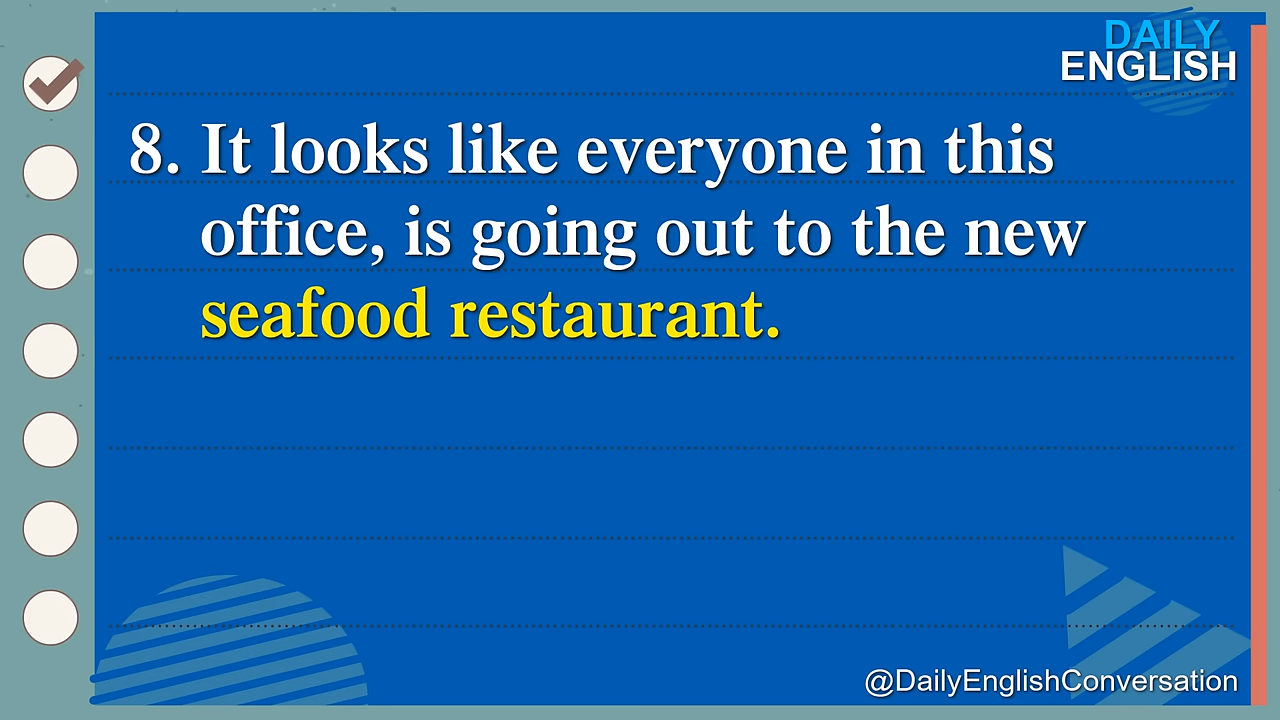 DAILY
ENGLISH
8. It looks like everyone in this
office, is going out to the new
seafood restaurant.
@DailyEnglishConversation